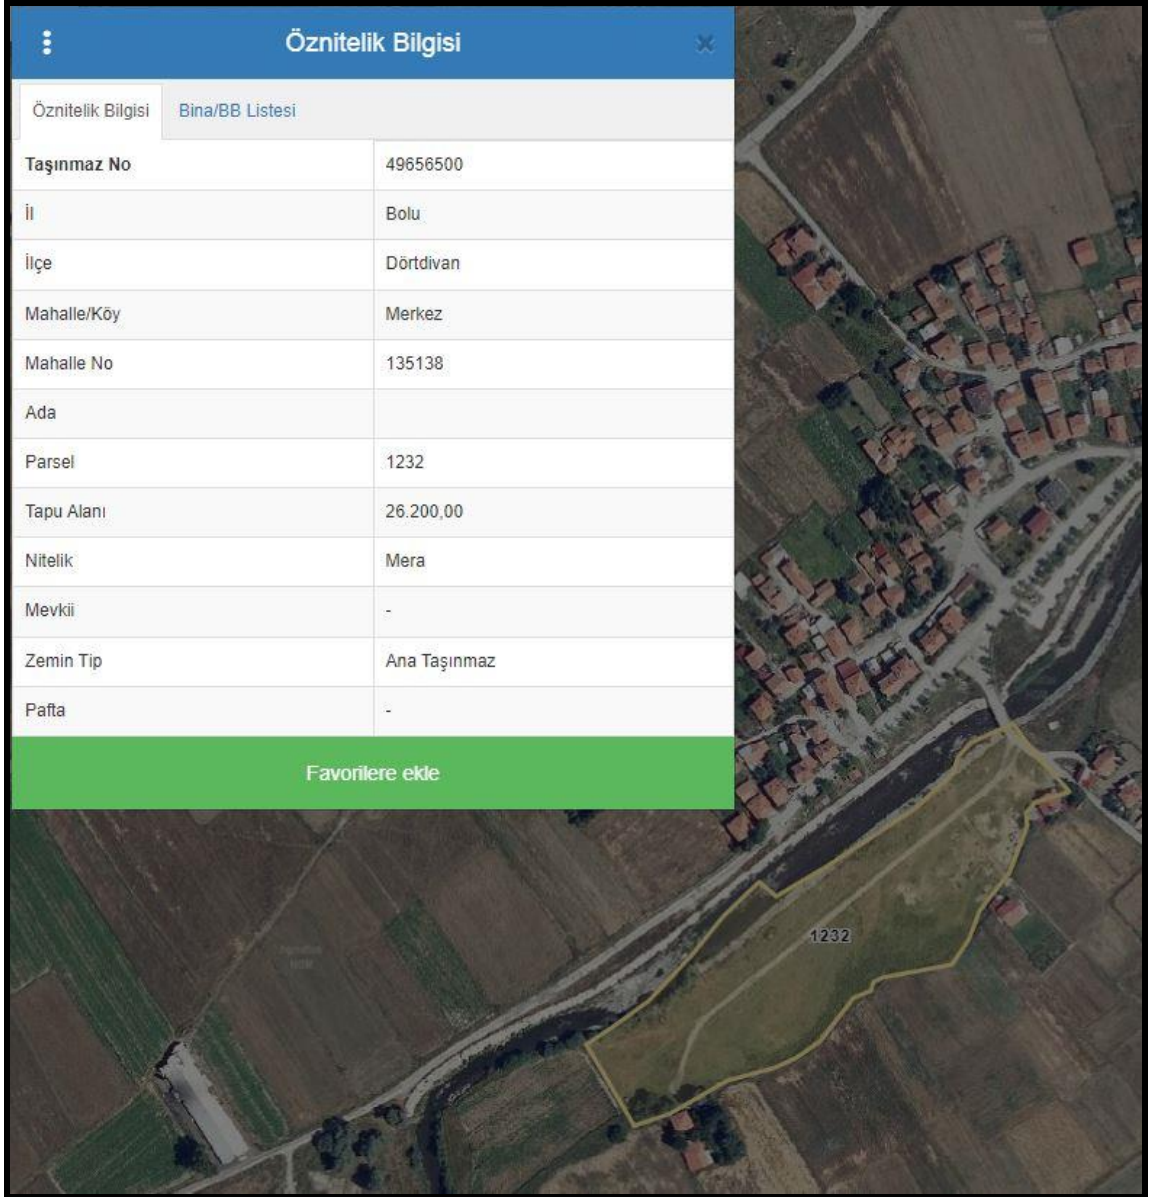 Öznitelik Bilgisi
Öznitelik Bilgisi Bina/BB Listesi
Taşınmaz No 49656500
İl Bolu
İlçe Dörtdivan
Mahalle/Köy Merkez
Mahalle No 135138
Ada
Parsel 1232
Tapu Alanı 26.200,00
Nitelik Mera
Mevkii -
Zemin Tip Ana Taşınmaz
Pafta -
Favorilere ekle
1232